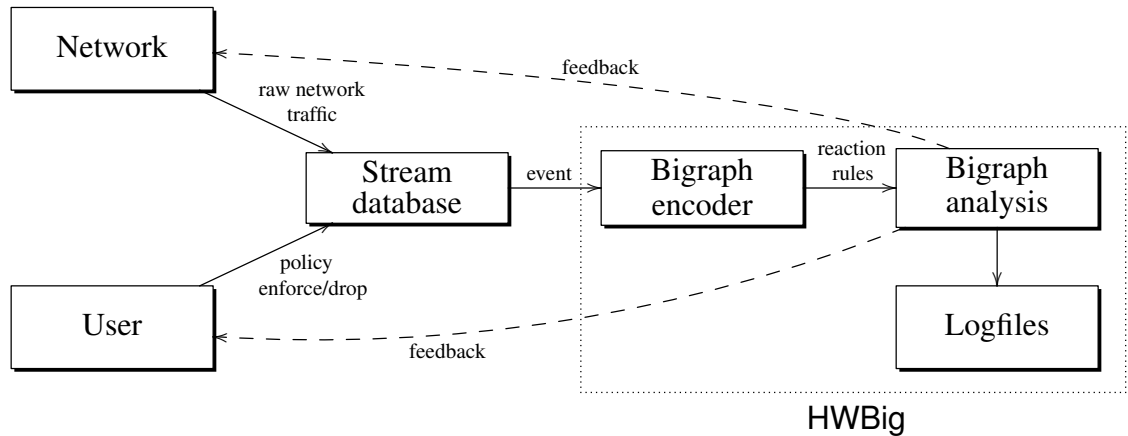 Network
feedback
raw network
traffic
Stream
database
event
Bigraph
encoder
reaction
rules
Bigraph
analysis
policy
enforce/drop
User
feedback
Logfiles
HWBig